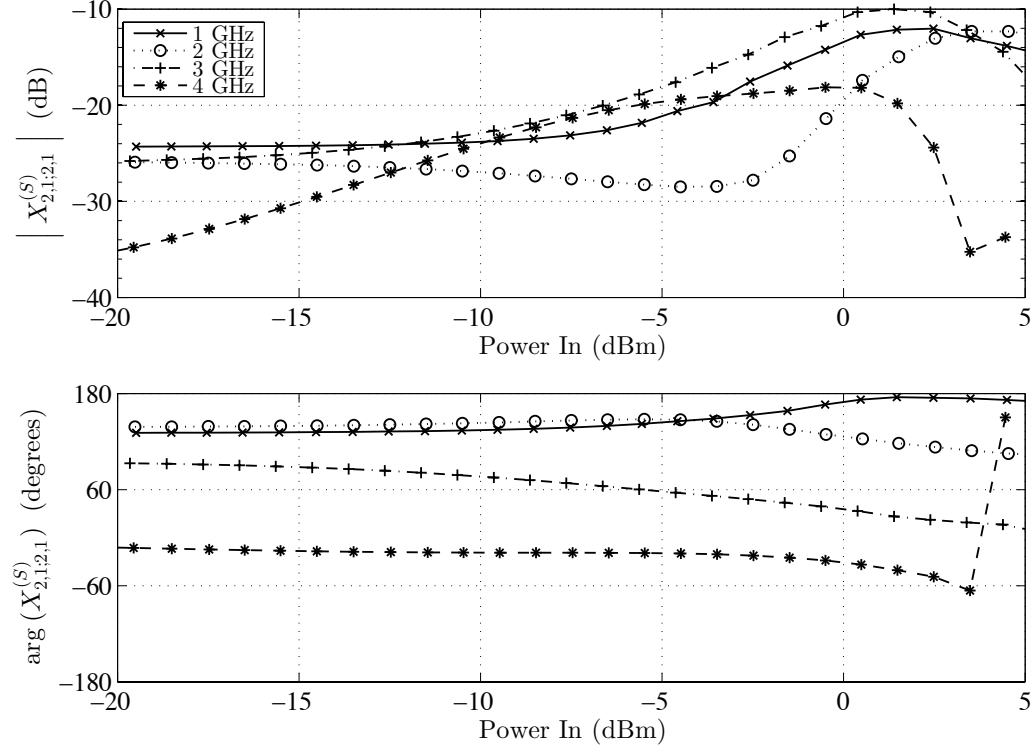 −10
−20
−30
−40
| X^{(S)}_{2,1;2,1} | (dB)
1 GHz
2 GHz
3 GHz
4 GHz
−20 −15 −10 −5 0 5
Power In (dBm)
180
60
−60
−180
arg (X^{(S)}_{2,1;2,1}) (degrees)
−20 −15 −10 −5 0 5
Power In (dBm)